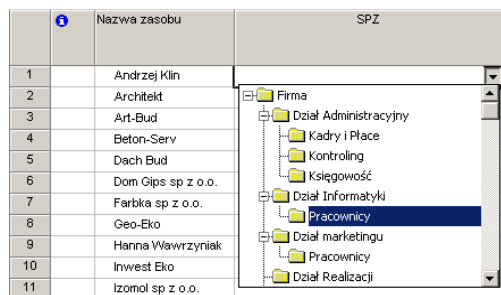 Nazwa zasobu SPZ
1 Andrzej Klin
2 Architekt Firma
3 Art-Bud Dział Administracyjny
4 Beton-Serv Kadry i Płace
5 Dach Bud Kontroling
Księgowość
6 Dom Gips sp z o.o.
7 Farbka sp z o.o. Dział Informatyki
8 Geo-Eko Pracownicy
9 Hanna Wawrzyniak Dział marketingu
10 Inwest Eko Pracownicy
11 Izomol sp z o.o. Dział Realizacji